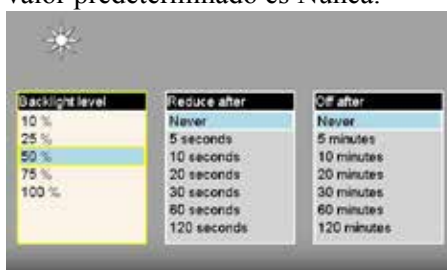 valor predeterminado es Nunca.
Backlight level
10 %
25 %
50 %
75 %
100 %
Reduce after
Never
5 seconds
10 seconds
20 seconds
30 seconds
60 seconds
120 seconds
Off after
Never
5 minutes
10 minutes
20 minutes
30 minutes
60 minutes
120 minutes